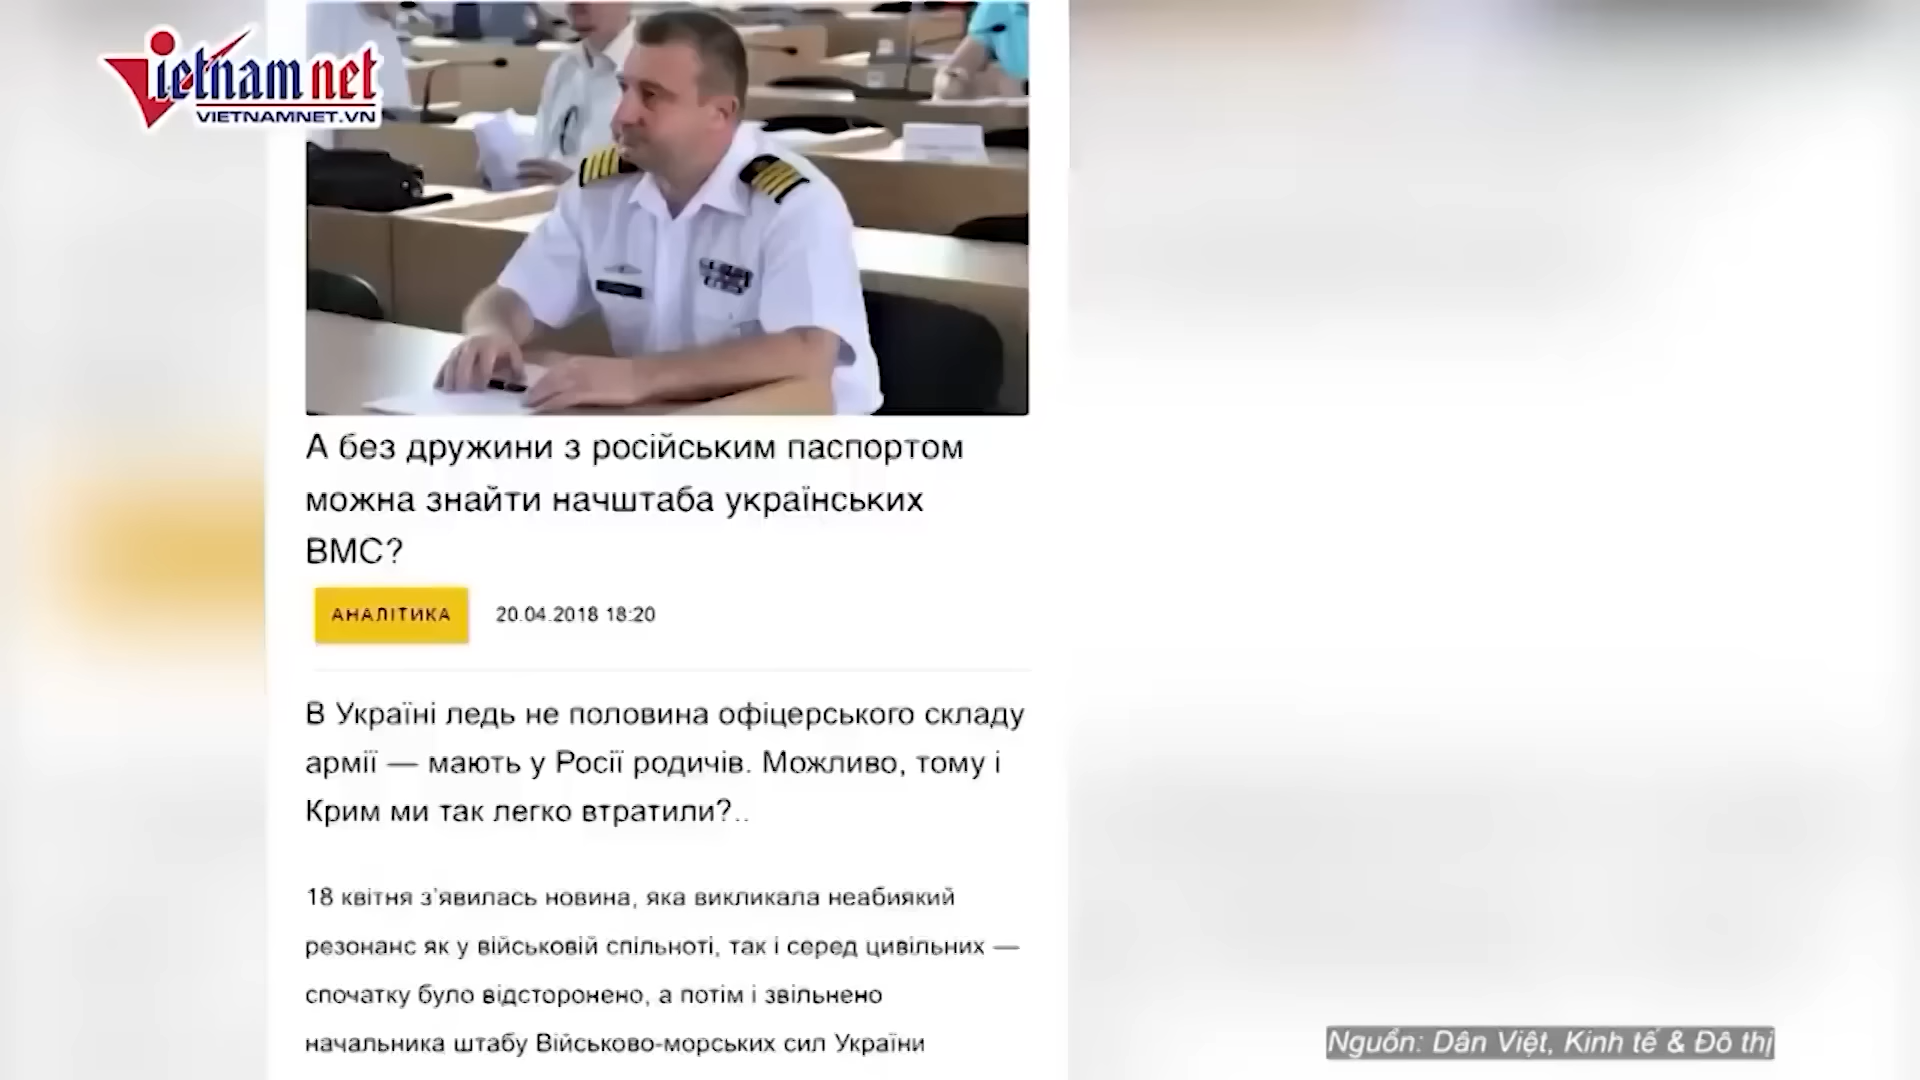 Vietnamnet
VIETNAMNET.VN
А без дружини з російським паспортом
можна знайти начштаба українських
ВМС?
АНАЛІТИКА 20.04.2018 18:20
В Україні ледь не половина офіцерського складу
армії — мають у Росії родичів. Можливо, тому і
Крим ми так легко втратили?..
18 квітня з’явилась новина, яка викликала неабиякий
резонанс як у військовій спільноті, так і серед цивільних —
спочатку було відсторонено, а потім і звільнено
начальника штабу Військово-морських сил України
Nguồn: Dân Việt, Kinh tế & Đô thị